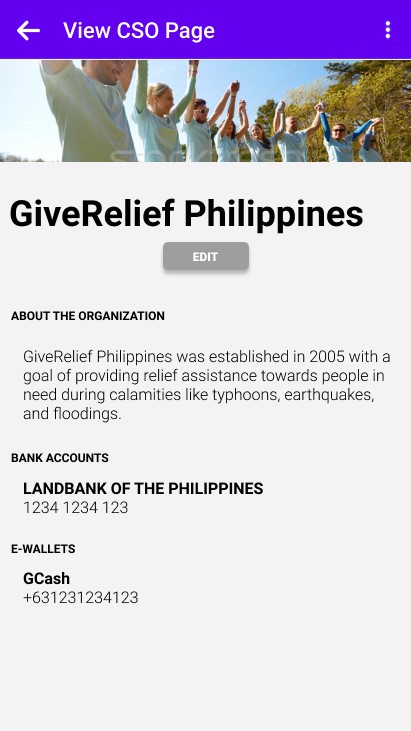 View CSO Page
GiveRelief Philippines
EDIT
ABOUT THE ORGANIZATION
GiveRelief Philippines was established in 2005 with a
goal of providing relief assistance towards people in
need during calamities like typhoons, earthquakes,
and floodings.
BANK ACCOUNTS
LANDBANK OF THE PHILIPPINES
1234 1234 123
E-WALLETS
GCash
+631231234123